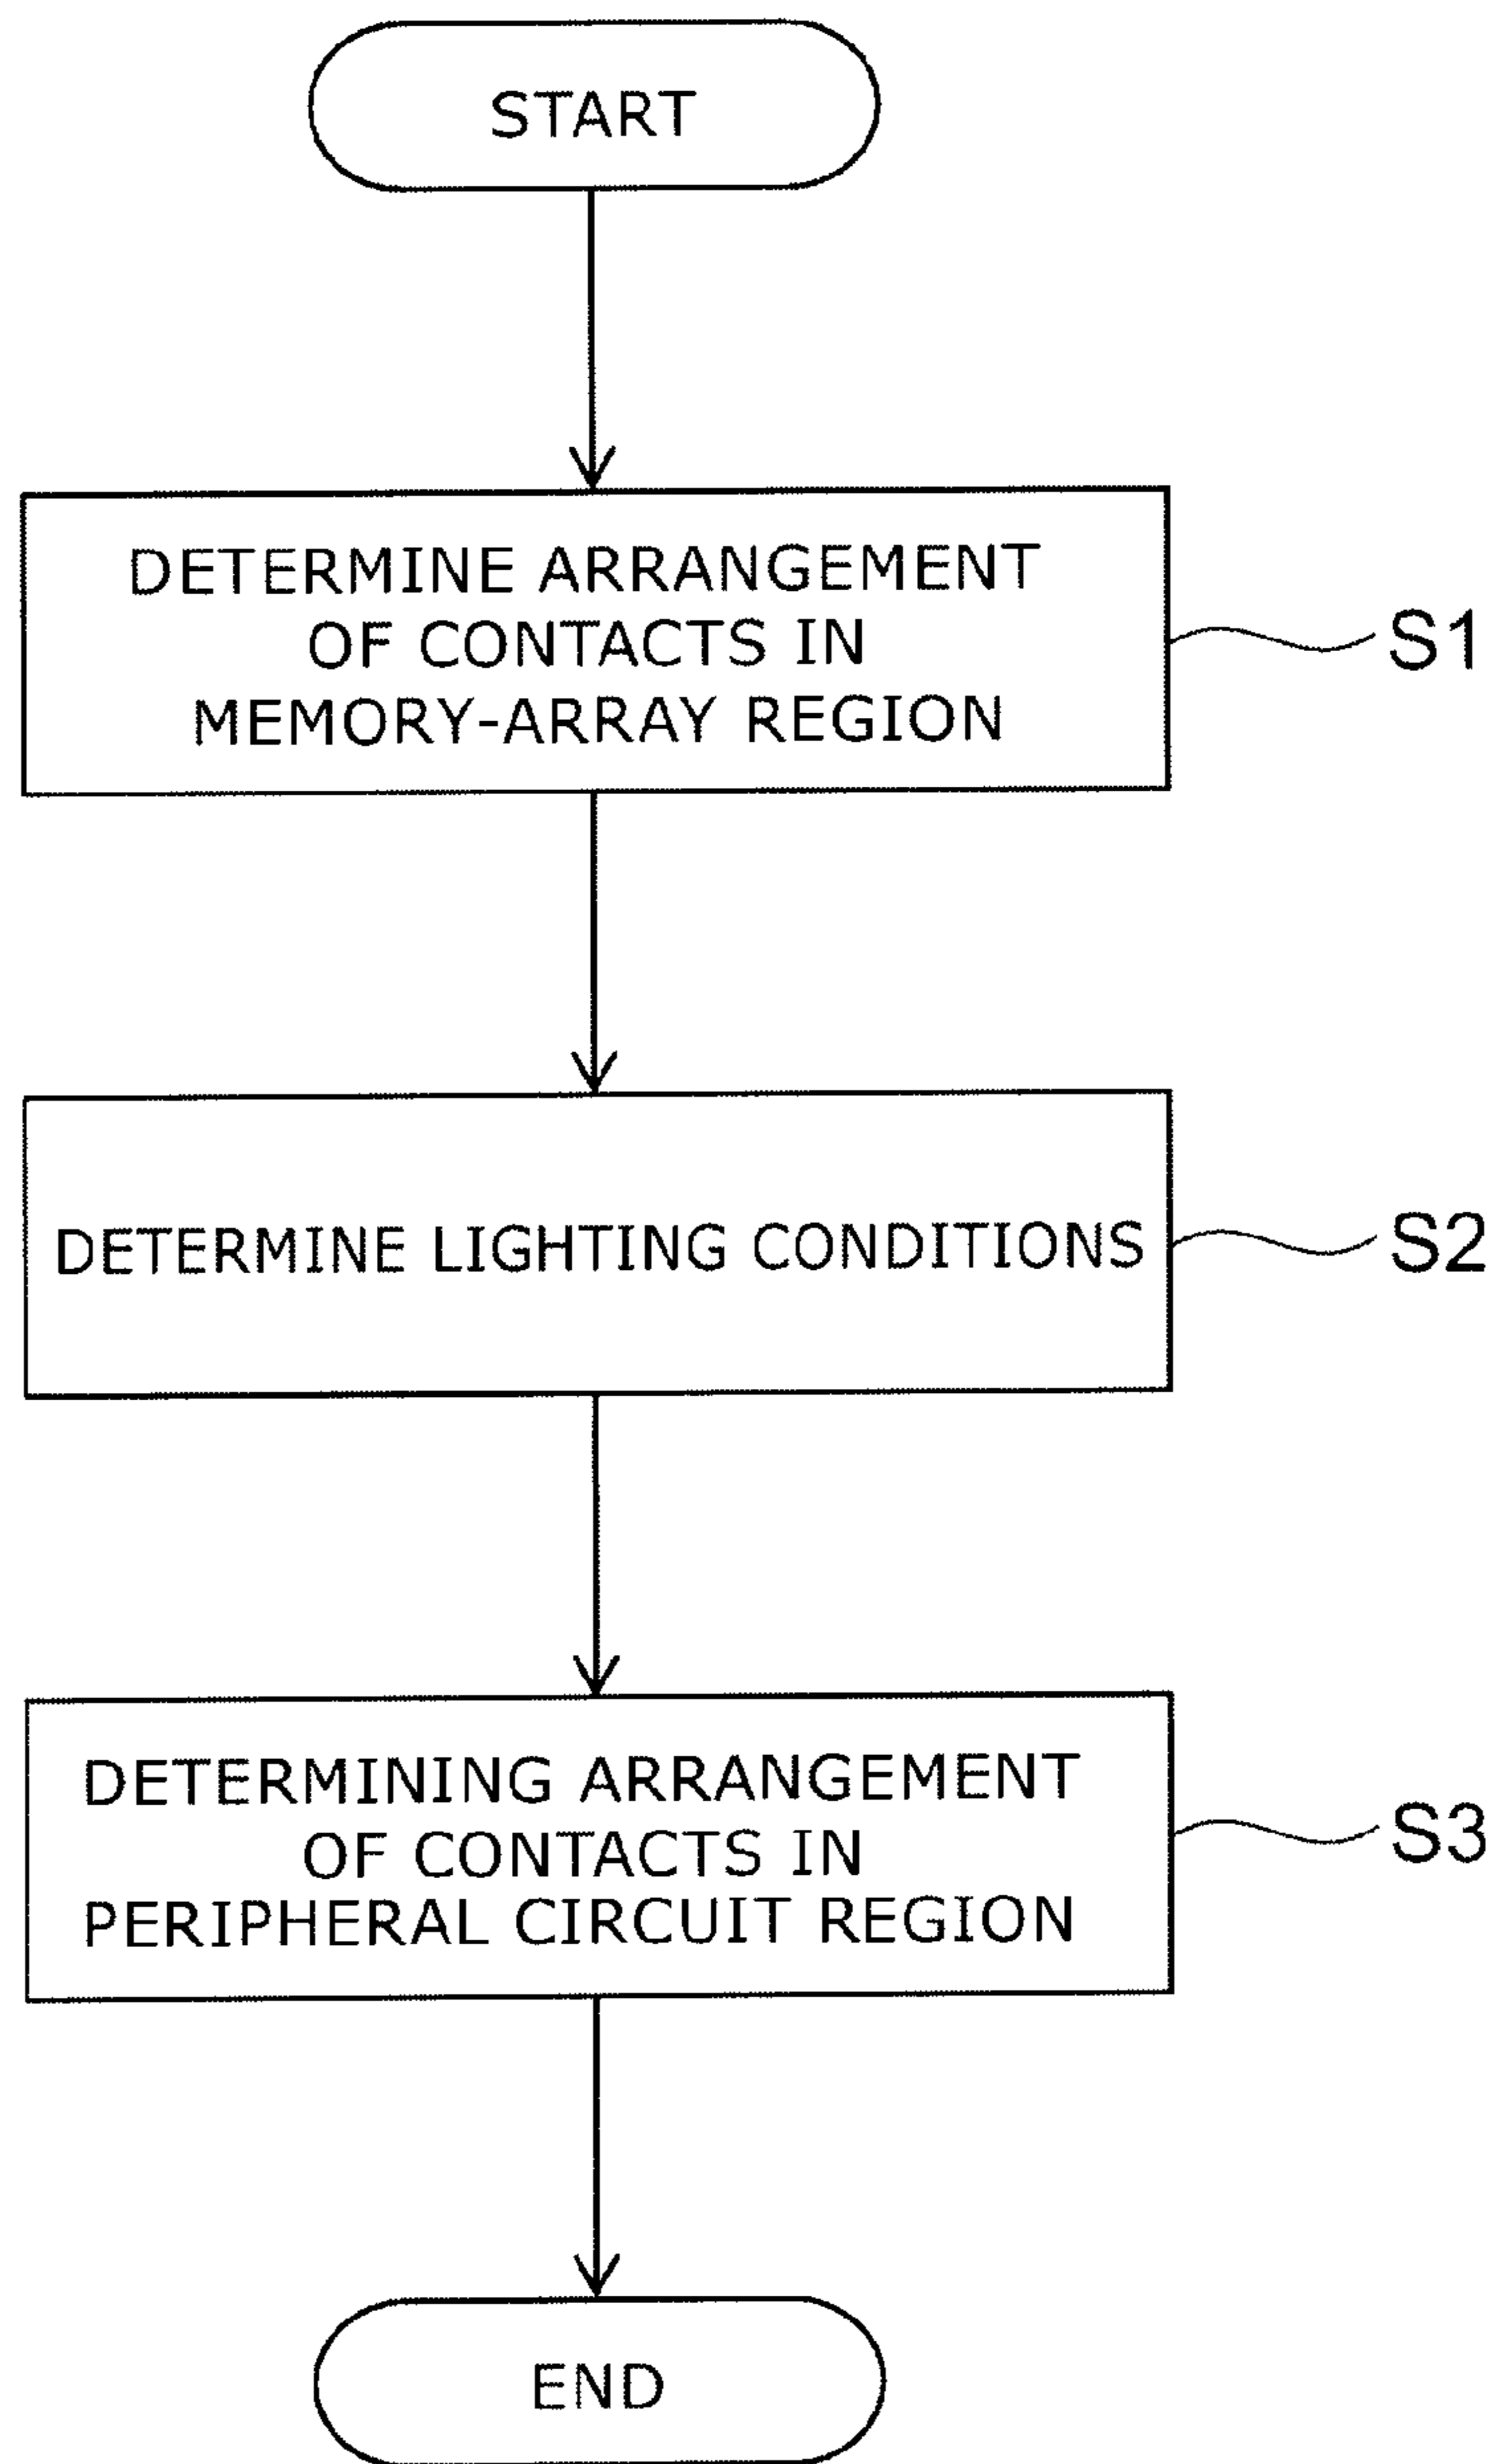 START
DETERMINE ARRANGEMENT
OF CONTACTS IN
MEMORY-ARRAY REGION
S1
DETERMINE LIGHTING CONDITIONS
S2
DETERMINING ARRANGEMENT
OF CONTACTS IN
PERIPHERAL CIRCUIT REGION
S3
END